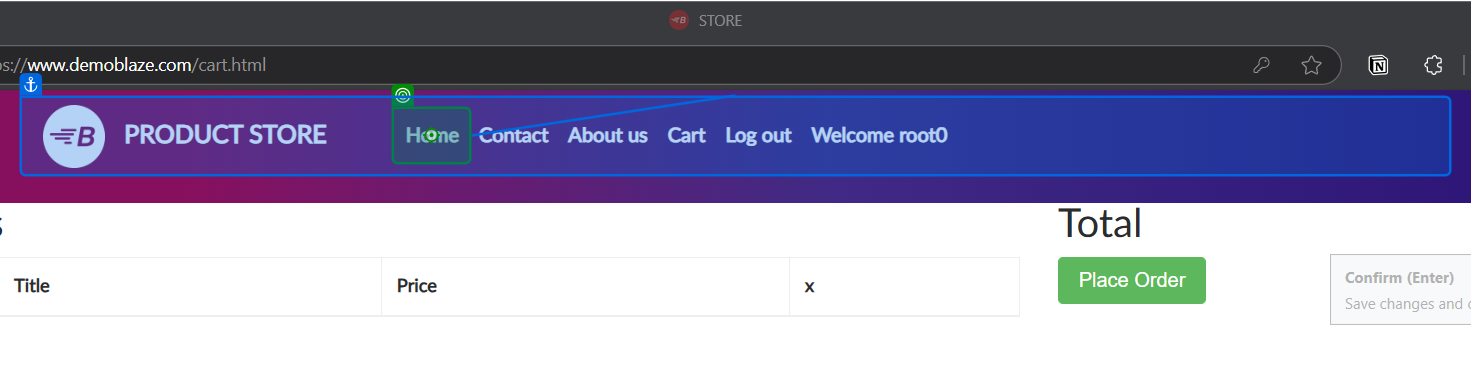 STORE
s://www.demoblaze.com/cart.html
B PRODUCT STORE Home Contact About us Cart Log out Welcome root0
s Total
Title Price x Place Order
Confirm (Enter)
Save changes and